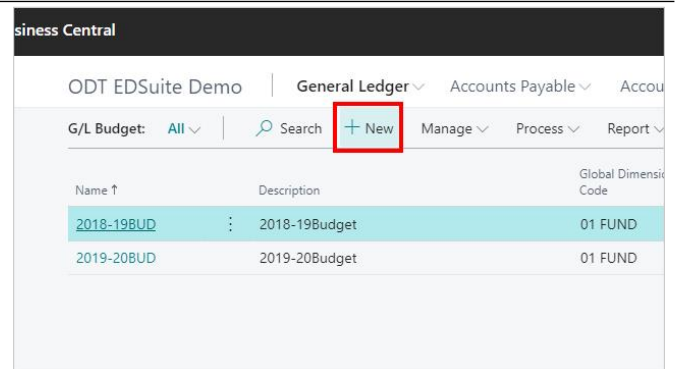 siness Central
ODT EDSuite Demo General Ledger Accounts Payable Accou
G/L Budget: All Search + New Manage Process Report
Global Dimensio
Name ↑ Description Code
2018-19BUD 2018-19Budget 01 FUND
2019-20BUD 2019-20Budget 01 FUND